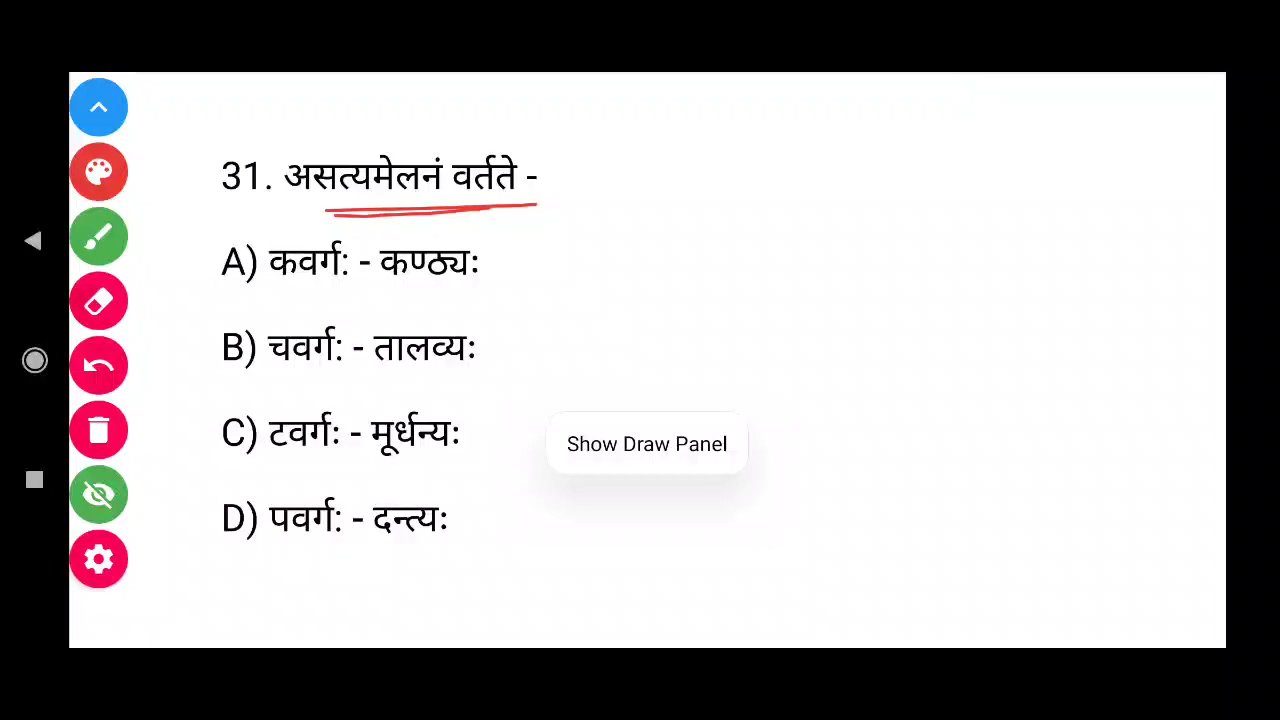 31. असत्यमेलनं वर्तते -
A) कवर्ग: - कण्ठ्यः
B) चवर्ग: - तालव्यः
C) टवर्गः - मूर्धन्यः
Show Draw Panel
D) पवर्ग: - दन्त्यः